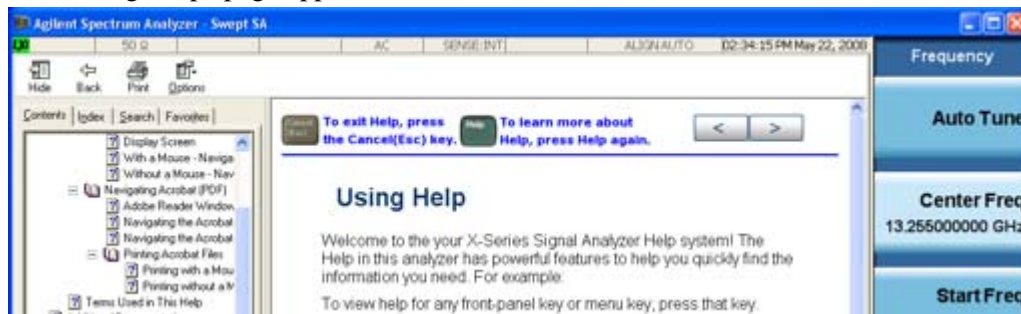 Agilent Spectrum Analyzer - Swept SA
50 Ω AC SENSE:INT ALIGN AUTO 02:34:15 PM May 22, 2008
Frequency
Hide Back Print Options
Contents Index Search Favorites
To exit Help, press
the Cancel(Esc) key.
Help
To learn more about
Help, press Help again.
< >
Auto Tune
Display Screen
With a Mouse - Naviga
Without a Mouse - Nav
Navigating Acrobat (PDF)
Adobe Reader Window
Navigating the Acrobat
Navigating the Acrobat
Printing Acrobat Files
Printing with a Mou
Printing without a M
Terms Used in This Help
Using Help
Welcome to the your X-Series Signal Analyzer Help system! The
Help in this analyzer has powerful features to help you quickly find the
information you need. For example:
To view help for any front-panel key or menu key, press that key.
Center Freq
13.255000000 GHz
Start Freq